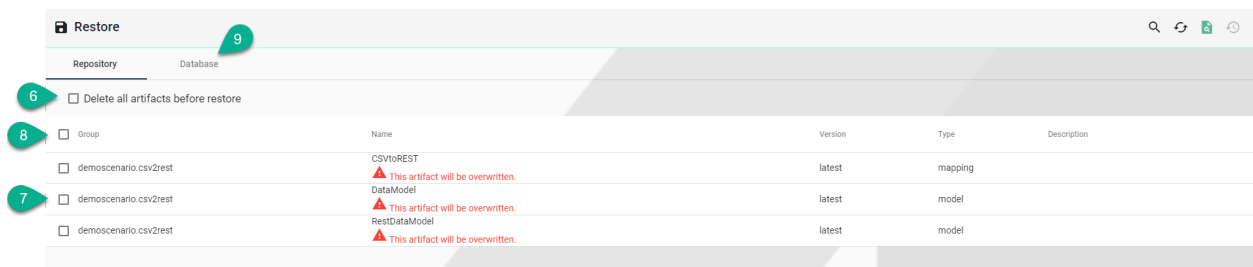 Restore
9
Repository Database
6 Delete all artifacts before restore
8 Group Name Version Type Description
demoscenario.csv2rest CSVtoREST latest mapping
This artifact will be overwritten.
7 demoscenario.csv2rest DataModel latest model
This artifact will be overwritten.
demoscenario.csv2rest RestDataModel latest model
This artifact will be overwritten.